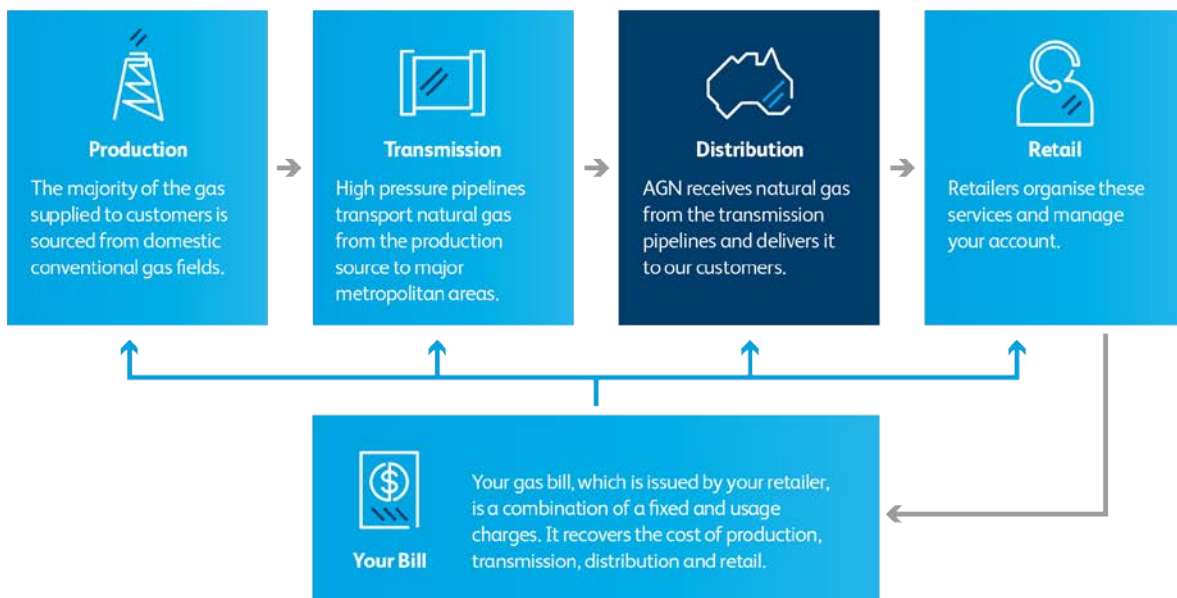 Production
The majority of the gas
supplied to customers is
sourced from domestic
conventional gas fields.
Transmission
High pressure pipelines
transport natural gas
from the production
source to major
metropolitan areas.
Distribution
AGN receives natural gas
from the transmission
pipelines and delivers it
to our customers.
Retail
Retailers organise these
services and manage
your account.
Your Bill
Your gas bill, which is issued by your retailer,
is a combination of a fixed and usage
charges. It recovers the cost of production,
transmission, distribution and retail.